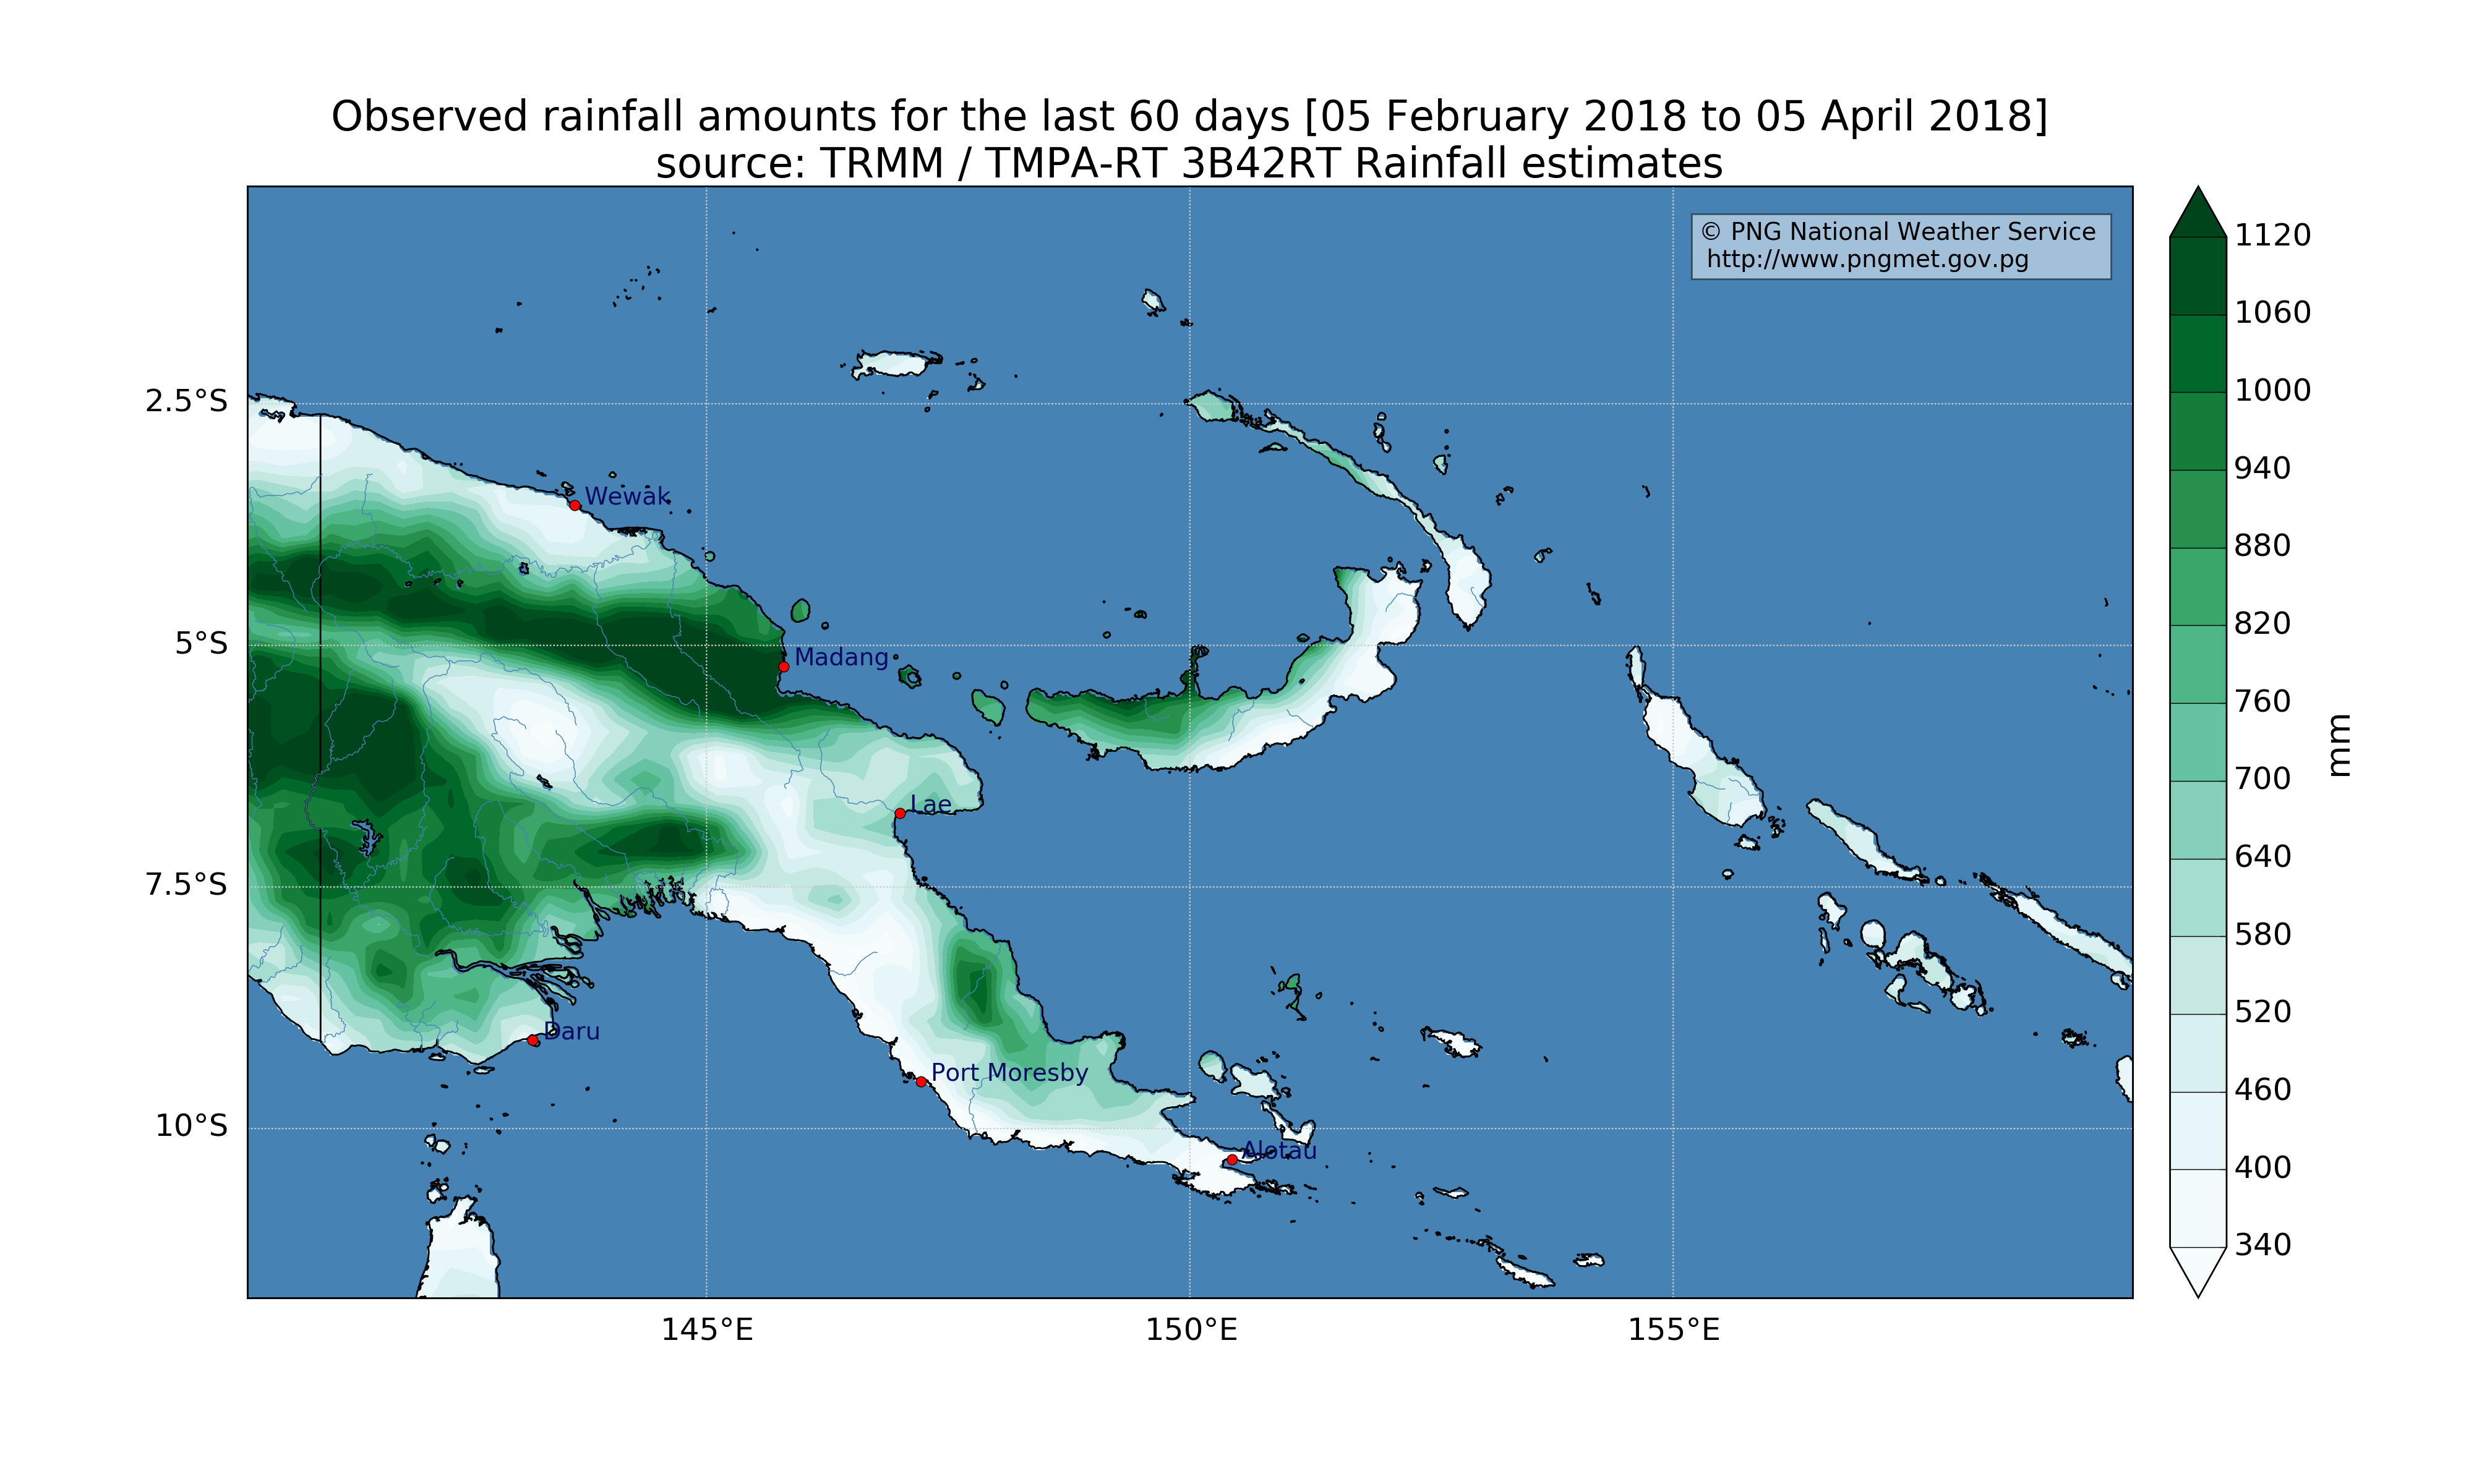 Observed rainfall amounts for the last 60 days [05 February 2018 to 05 April 2018]
source: TRMM / TMPA-RT 3B42RT Rainfall estimates
© PNG National Weather Service
http://www.pngmet.gov.pg
2.5°S
5°S
7.5°S
10°S
Wewak
Madang
Lae
Daru
Port Moresby
Alotau
145°E
150°E
155°E
1120
1060
1000
940
880
820
760
700
640
580
520
460
400
340
mm